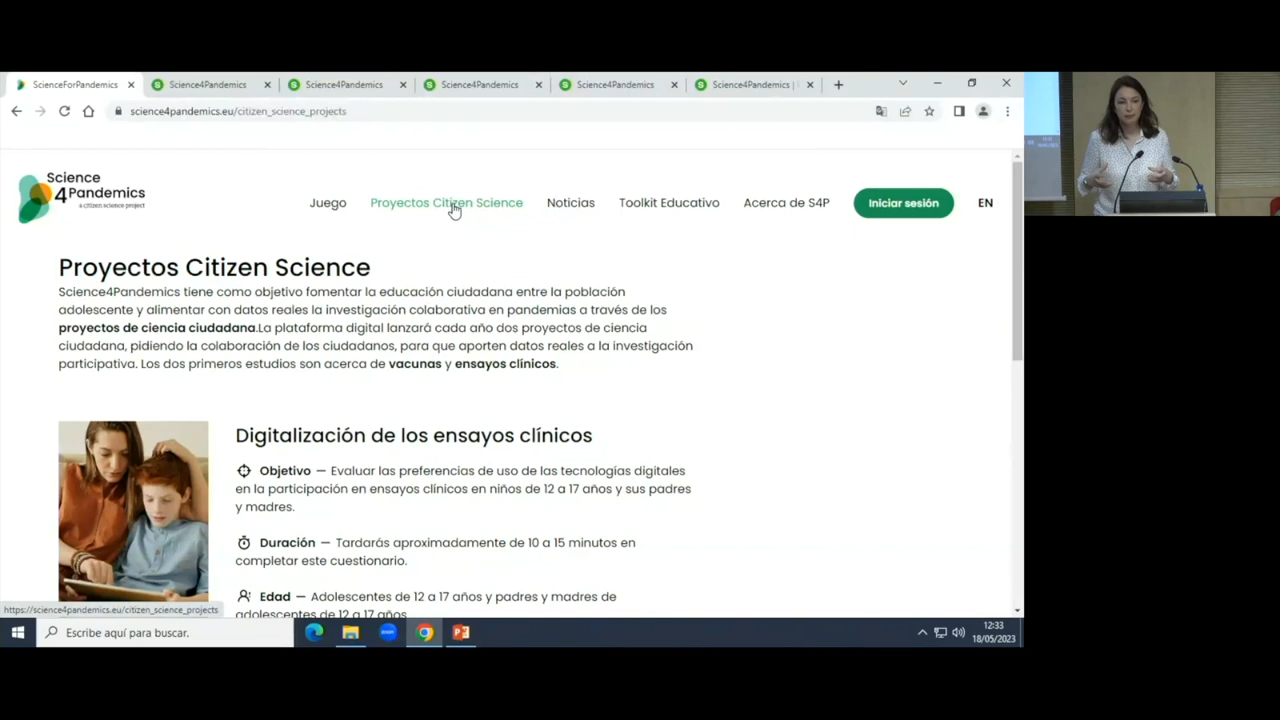 ScienceForPandemics
Science4Pandemics
Science4Pandemics
Science4Pandemics
Science4Pandemics
Science4Pandemics |
science4pandemics.eu/citizen_science_projects
Science
4Pandemics
a citizen science project
Juego
Proyectos Citizen Science
Noticias
Toolkit Educativo
Acerca de S4P
Iniciar sesión
EN
Proyectos Citizen Science
Science4Pandemics tiene como objetivo fomentar la educación ciudadana entre la población
adolescente y alimentar con datos reales la investigación colaborativa en pandemias a través de los
proyectos de ciencia ciudadana.La plataforma digital lanzará cada año dos proyectos de ciencia
ciudadana, pidiendo la colaboración de los ciudadanos, para que aporten datos reales a la investigación
participativa. Los dos primeros estudios son acerca de vacunas y ensayos clínicos.
Digitalización de los ensayos clínicos
Objetivo — Evaluar las preferencias de uso de las tecnologías digitales
en la participación en ensayos clínicos en niños de 12 a 17 años y sus padres
y madres.
Duración — Tardarás aproximadamente de 10 a 15 minutos en
completar este cuestionario.
Edad — Adolescentes de 12 a 17 años y padres y madres de
adolescentes de 12 a 17 años
https://science4pandemics.eu/citizen_science_projects
Escribe aquí para buscar.
12:33
18/05/2023